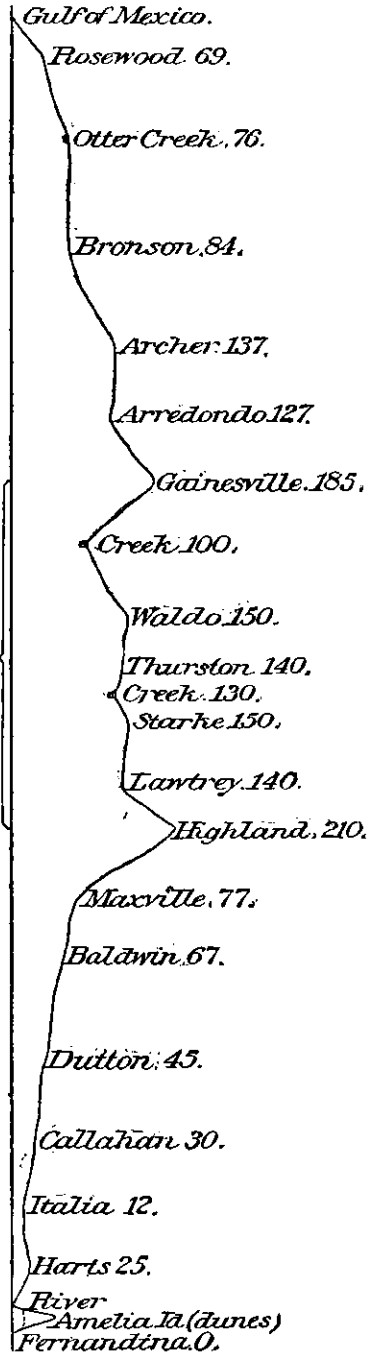 Gulf of Mexico.
Rosewood 69.
Otter Creek. 76.
Bronson. 84.
Archer 137.
Arredondo 127.
Gainesville. 185.
Creek 100.
Waldo 150.
Thurston 140.
Creek 130.
Starke 150.
Lawtrey 140.
Highland. 210.
Maxville. 77.
Baldwin 67.
Dutton. 45.
Callahan 30.
Italia 12.
Harts 25.
River
Amelia Id (dunes)
Fernandina. 0.